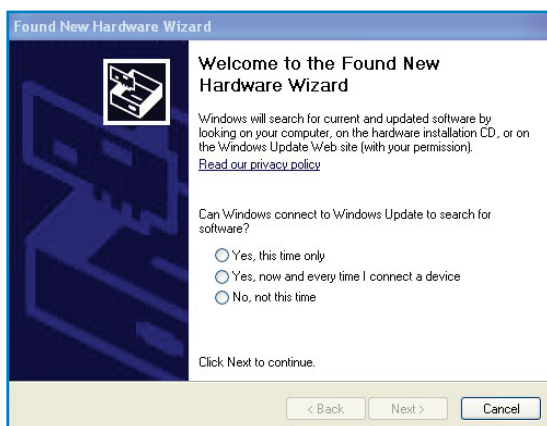 Found New Hardware Wizard
Welcome to the Found New
Hardware Wizard
Windows will search for current and updated software by
looking on your computer, on the hardware installation CD, or on
the Windows Update Web site (with your permission).
Read our privacy policy
Can Windows connect to Windows Update to search for
software?
Yes, this time only
Yes, now and every time I connect a device
No, not this time
Click Next to continue.
< Back
Next >
Cancel